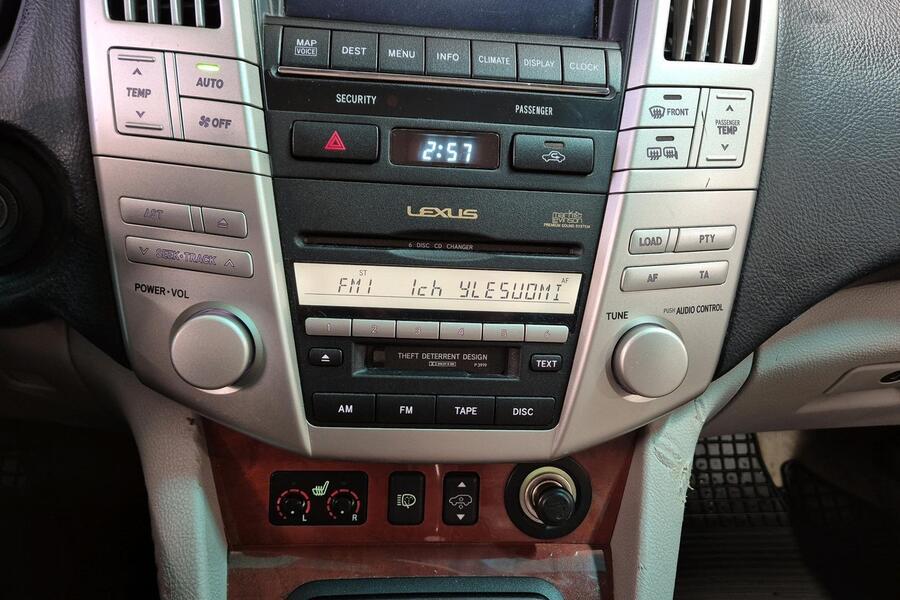 MAP
VOICE
DEST
MENU
INFO
CLIMATE
DISPLAY
CLOCK
TEMP
AUTO
OFF
SECURITY
PASSENGER
2:57
FRONT
PASSENGER
TEMP
LEXUS
Mark
Levinson
PREMIUM SOUND SYSTEM
AST
SEEK•TRACK
6 DISC CD CHANGER
LOAD
PTY
AF
TA
ST
AF
FM1 1ch YLESUOMI
POWER•VOL
TUNE
PUSH AUDIO CONTROL
1
2
3
4
5
6
THEFT DETERRENT DESIGN
P3919
TEXT
AM
FM
TAPE
DISC
L
R